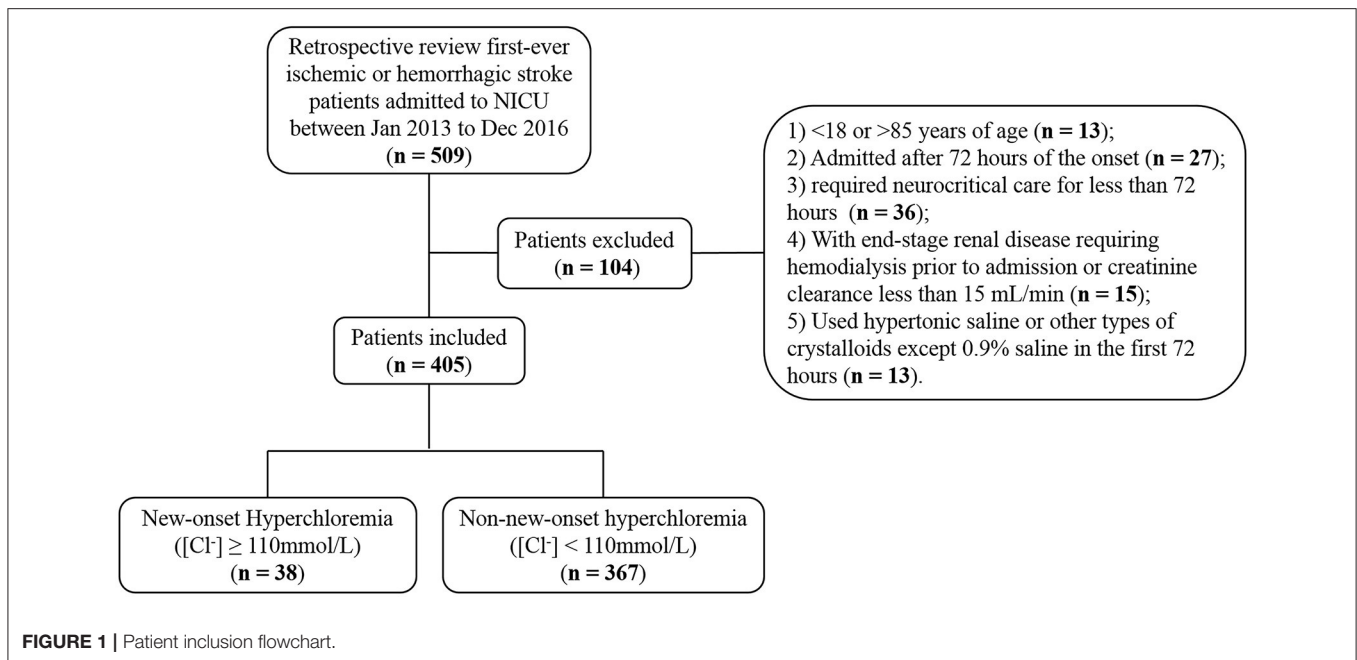 Retrospective review first-ever
ischemic or hemorrhagic stroke
patients admitted to NICU
between Jan 2013 to Dec 2016
(n = 509)
Patients excluded
(n = 104)
1) <18 or >85 years of age (n = 13);
2) Admitted after 72 hours of the onset (n = 27);
3) required neurocritical care for less than 72
hours (n = 36);
4) With end-stage renal disease requiring
hemodialysis prior to admission or creatinine
clearance less than 15 mL/min (n = 15);
5) Used hypertonic saline or other types of
crystalloids except 0.9% saline in the first 72
hours (n = 13).
Patients included
(n = 405)
New-onset Hyperchloremia
([Cl⁻] ≥ 110mmol/L)
(n = 38)
Non-new-onset hyperchloremia
([Cl⁻] < 110mmol/L)
(n = 367)
FIGURE 1 | Patient inclusion flowchart.